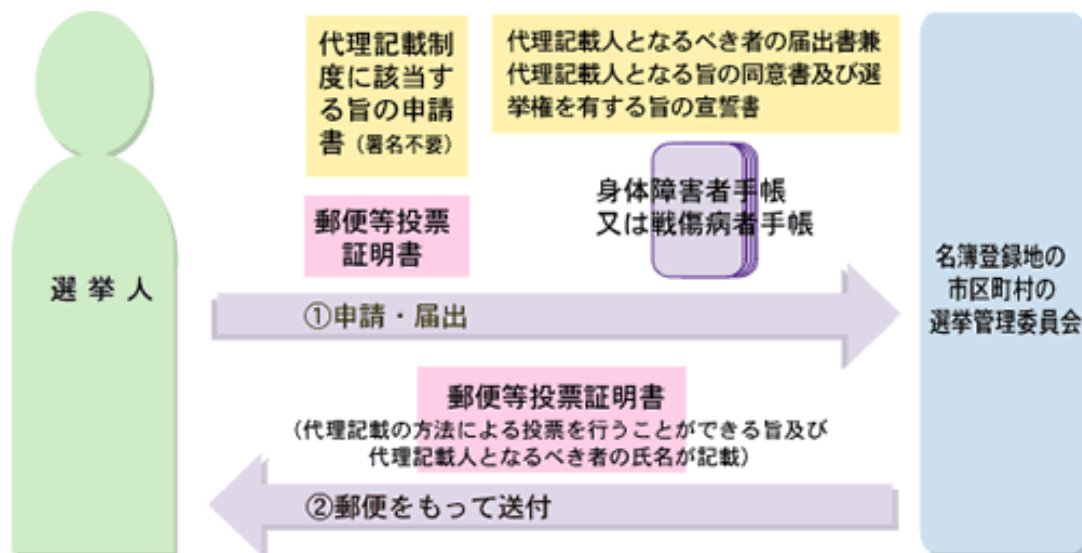 代理記載制
度に該当す
る旨の申請
書（署名不要）
代理記載人となるべき者の届出書兼
代理記載人となる旨の同意書及び選
挙権を有する旨の宣誓書
身体障害者手帳
又は戦傷病者手帳
郵便等投票
証明書
選挙人
①申請・届出
名簿登録地の
市区町村の
選挙管理委員会
郵便等投票証明書
（代理記載の方法による投票を行うことができる旨及び
代理記載人となるべき者の氏名が記載）
②郵便をもって送付